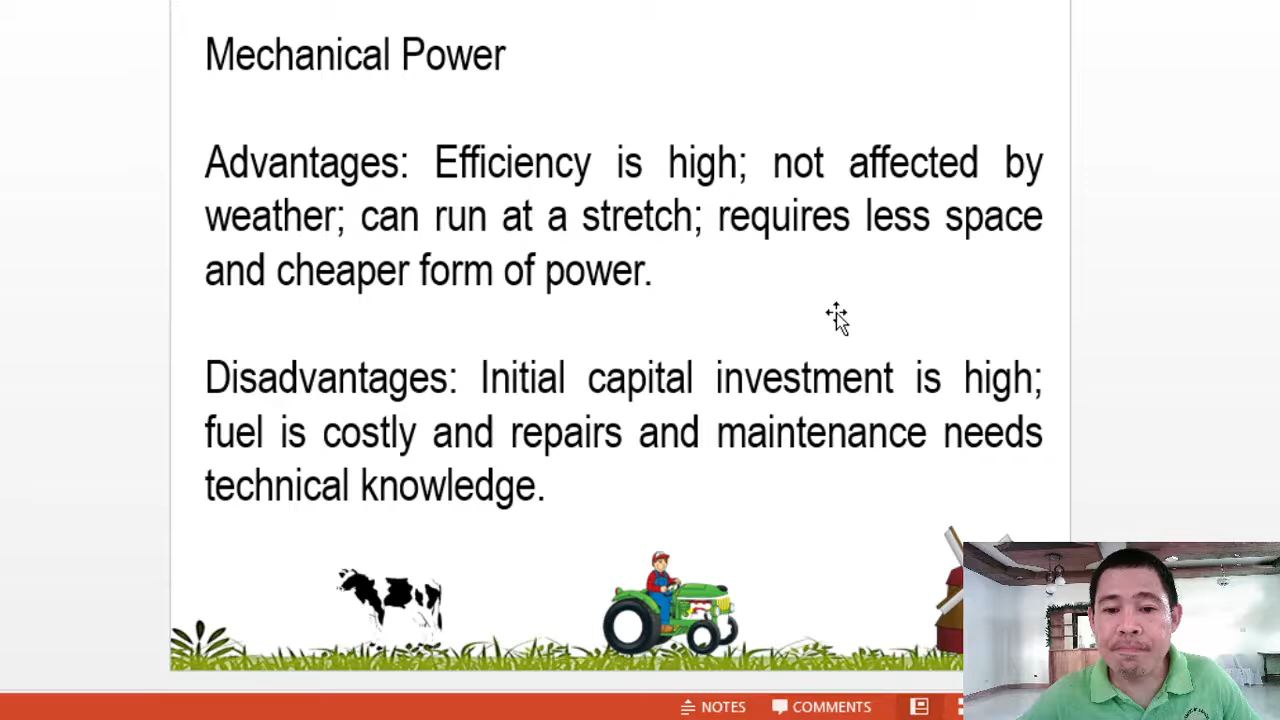 Mechanical Power
Advantages: Efficiency is high; not affected by
weather; can run at a stretch; requires less space
and cheaper form of power.
Disadvantages: Initial capital investment is high;
fuel is costly and repairs and maintenance needs
technical knowledge.
NOTES
COMMENTS